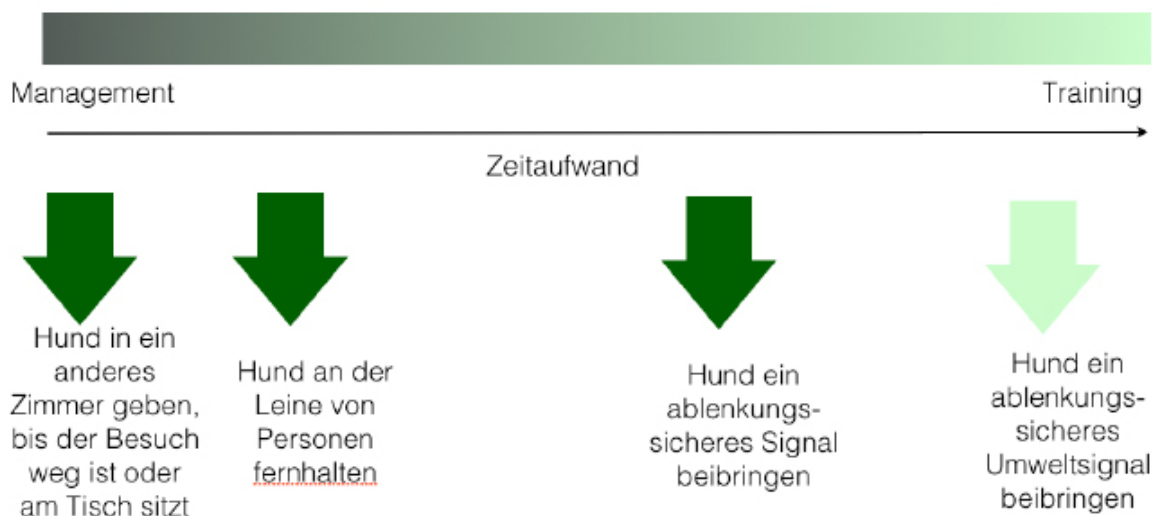 Management
Training
Zeitaufwand
Hund in ein
anderes
Zimmer geben,
bis der Besuch
weg ist oder
am Tisch sitzt
Hund an der
Leine von
Personen
fernhalten
Hund ein
ablenkungs-
sicheres Signal
beibringen
Hund ein
ablenkungs-
sicheres
Umweltsignal
beibringen